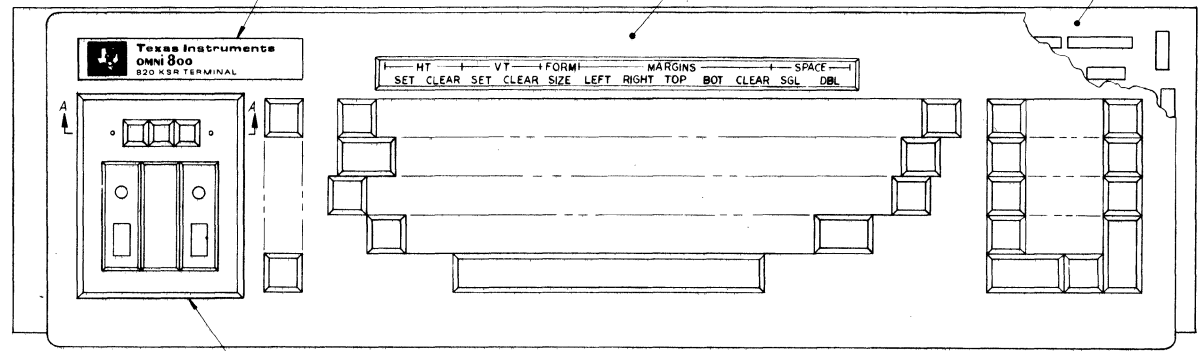 Texas Instruments
OMNI 800
820 KSR TERMINAL
HT VT FORM MARGINS SPACE
SET CLEAR SET CLEAR SIZE LEFT RIGHT TOP BOT CLEAR SGL DBL
A A